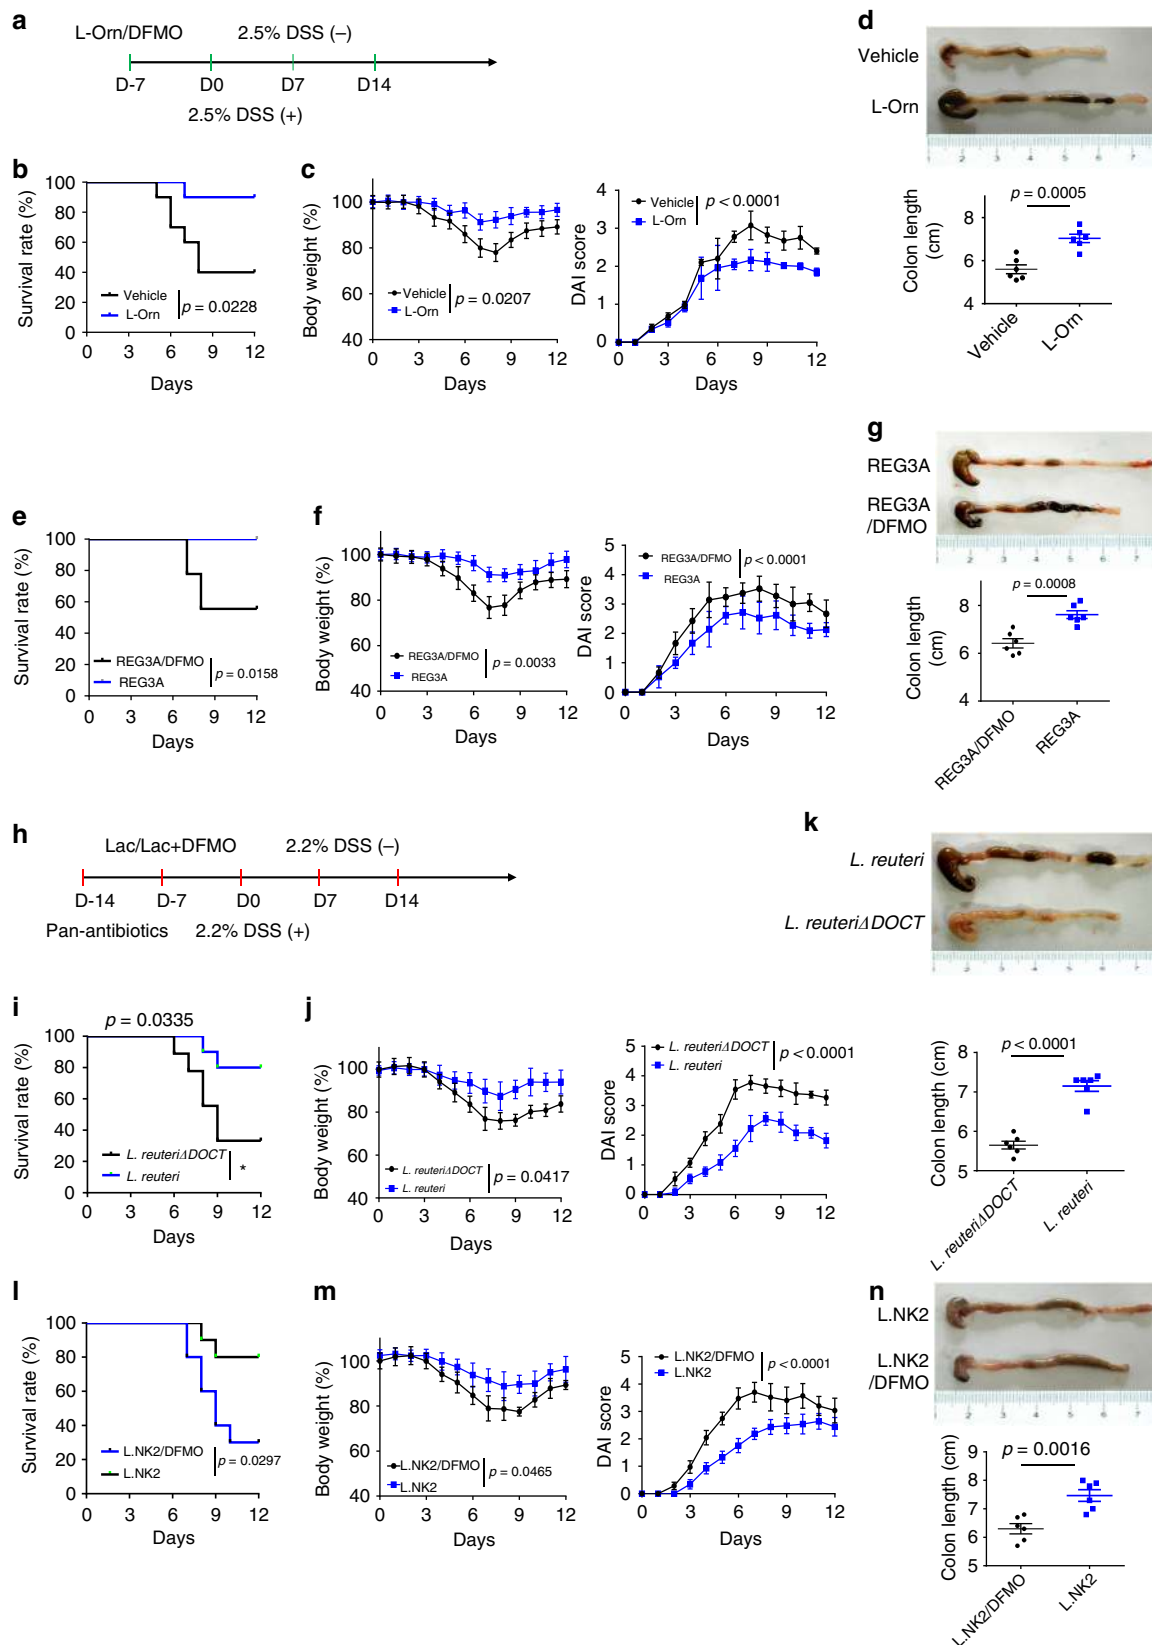 a
L-Orn/DFMO 2.5% DSS (–)
D-7 D0 D7 D14
2.5% DSS (+)
d
Vehicle
L-Orn
1 2 3 4 5 6 7
p = 0.0005
Colon length (cm)
8
6
4
Vehicle L-Orn
b
Survival rate (%)
100
80
60
40
20
0
Vehicle
L-Orn
p = 0.0228
0 3 6 9 12
Days
c
Body weight (%)
100
80
60
40
Vehicle
L-Orn
p = 0.0207
0 3 6 9 12
Days
DAI score
4
3
2
1
0
Vehicle
L-Orn
p < 0.0001
0 3 6 9 12
Days
g
REG3A
REG3A
/DFMO
p = 0.0008
Colon length (cm)
8
6
4
REG3A/DFMO REG3A
e
Survival rate (%)
100
80
60
40
20
0
REG3A/DFMO
REG3A
p = 0.0158
0 3 6 9 12
Days
f
Body weight (%)
100
80
60
40
REG3A/DFMO
REG3A
p = 0.0033
0 3 6 9 12
Days
DAI score
5
4
3
2
1
0
REG3A/DFMO
REG3A
p < 0.0001
0 3 6 9 12
Days
h
Lac/Lac+DFMO 2.2% DSS (–)
D-14 D-7 D0 D7 D14
Pan-antibiotics 2.2% DSS (+)
k
L. reuteri
L. reuteriΔDOCT
p < 0.0001
Colon length (cm)
8
7
6
5
L. reuteriΔDOCT L. reuteri
i
p = 0.0335
Survival rate (%)
100
80
60
40
20
0
L. reuteriΔDOCT
L. reuteri
*
0 3 6 9 12
Days
j
Body weight (%)
100
80
60
40
L. reuteriΔDOCT
L. reuteri
p = 0.0417
0 3 6 9 12
Days
DAI score
5
4
3
2
1
0
L. reuteriΔDOCT
L. reuteri
p < 0.0001
0 3 6 9 12
Days
l
Survival rate (%)
100
80
60
40
20
0
L.NK2/DFMO
L.NK2
p = 0.0297
0 3 6 9 12
Days
m
Body weight (%)
100
80
60
40
L.NK2/DFMO
L.NK2
p = 0.0465
0 3 6 9 12
Days
DAI score
5
4
3
2
1
0
L.NK2/DFMO
L.NK2
p < 0.0001
0 3 6 9 12
Days
n
L.NK2
L.NK2
/DFMO
p = 0.0016
Colon length (cm)
9
8
7
6
5
L.NK2/DFMO L.NK2